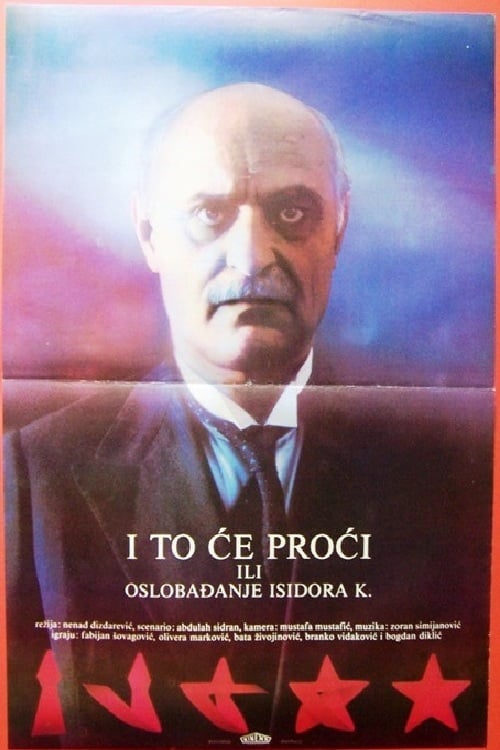 I TO ĆE PROĆI
ILI
OSLOBAĐANJE ISIDORA K.
režija: nenad dizdarević, scenario: abdulah sidran, kamera: mustafa mustafić, muzika: zoran simijanović
igraju: fabijan šovagović, olivera marković, bata živojinović, branko vidaković i bogdan diklić